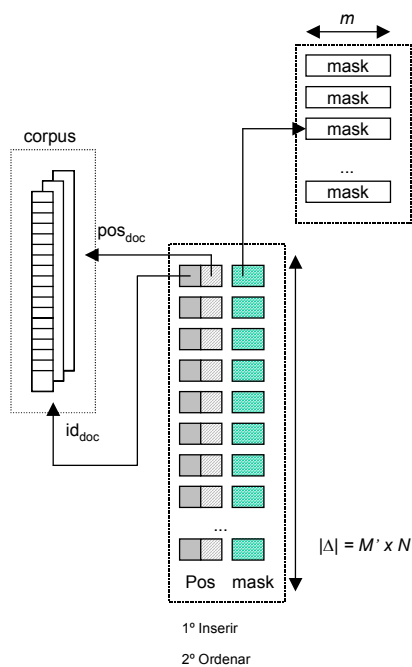 m
mask
mask
mask
...
mask
corpus
pos_doc
id_doc
...
Pos mask
|Δ| = M' x N
1º Inserir
2º Ordenar